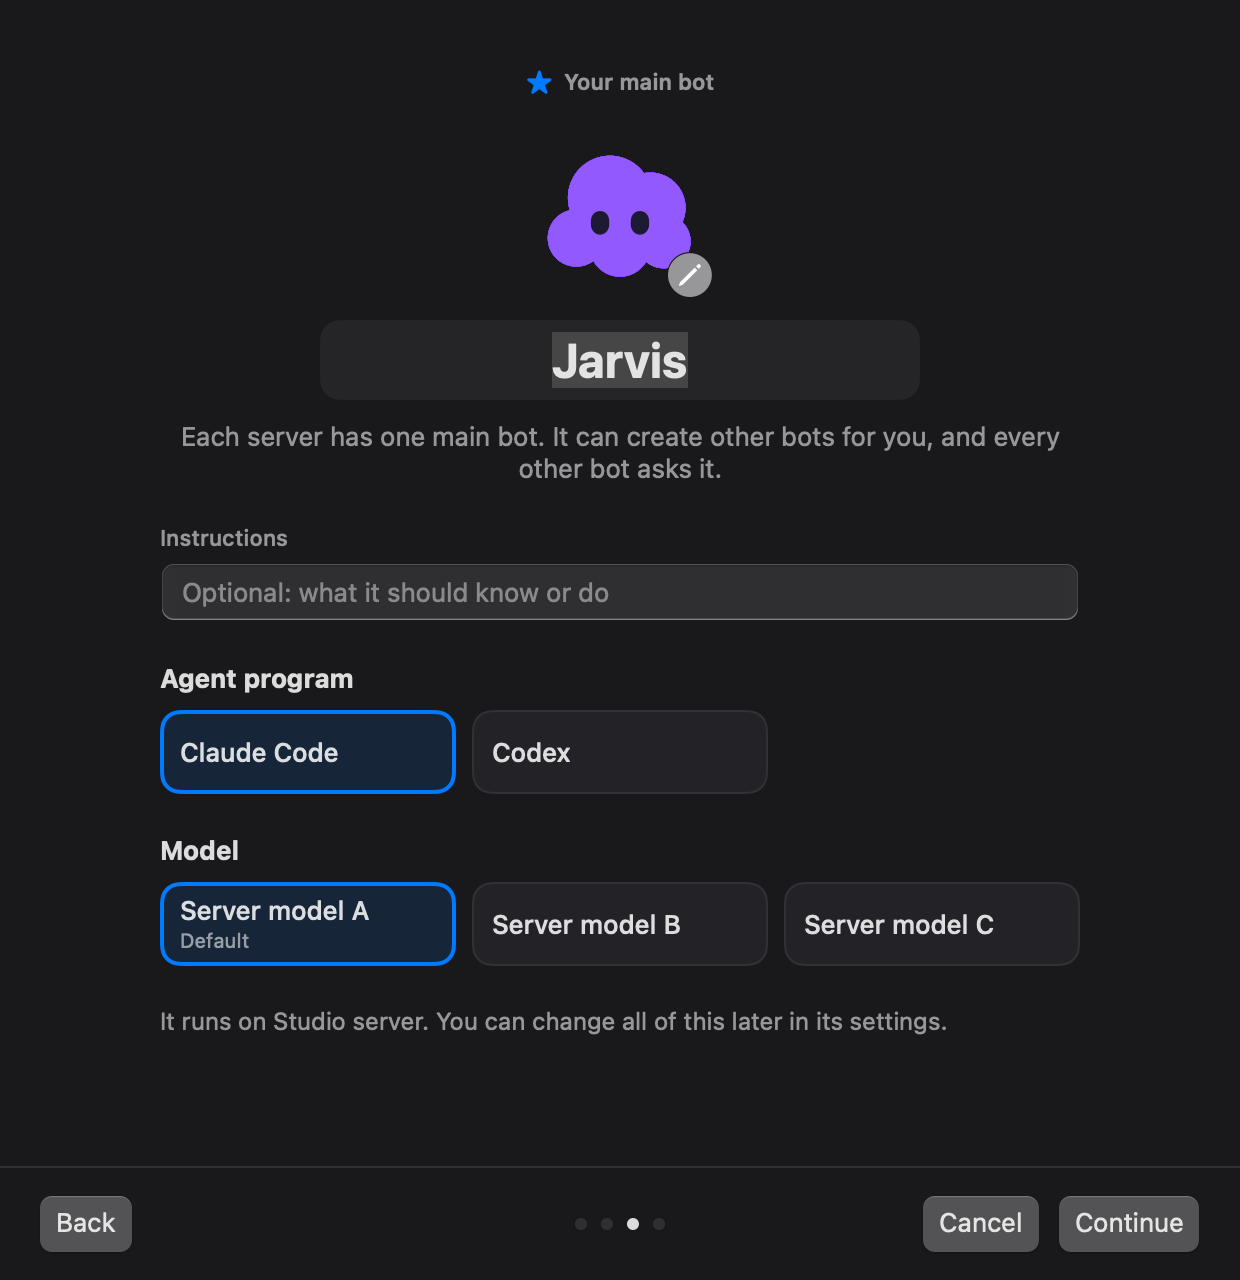 Your main bot
Jarvis
Each server has one main bot. It can create other bots for you, and every
other bot asks it.
Instructions
Optional: what it should know or do
Agent program
Claude Code
Codex
Model
Server model A
Default
Server model B
Server model C
It runs on Studio server. You can change all of this later in its settings.
Back
Cancel
Continue